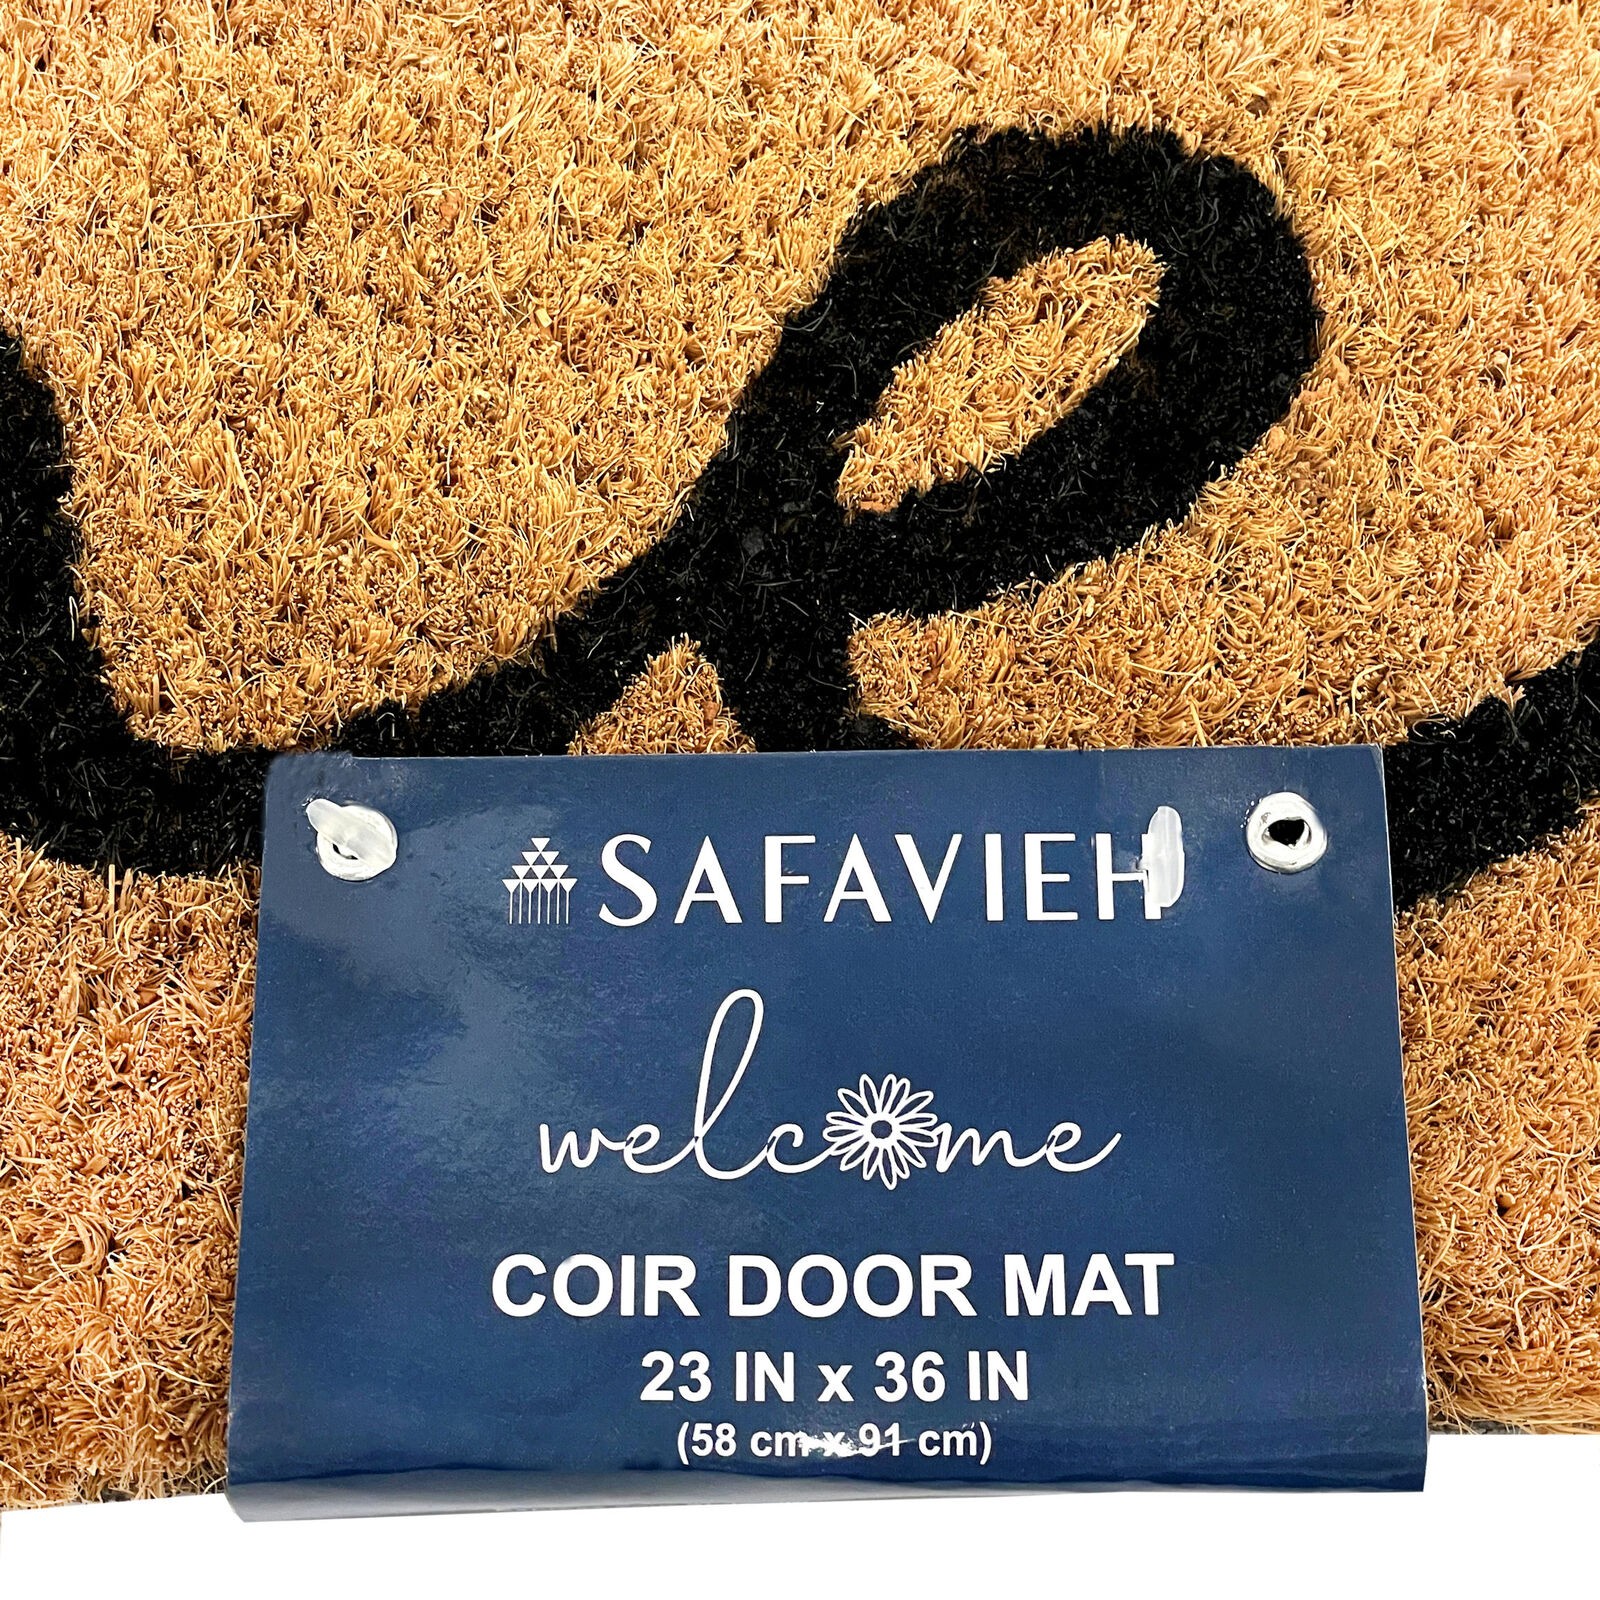 SAFAVIEH
welcome
COIR DOOR MAT
23 IN x 36 IN
(58 cm x 91 cm)